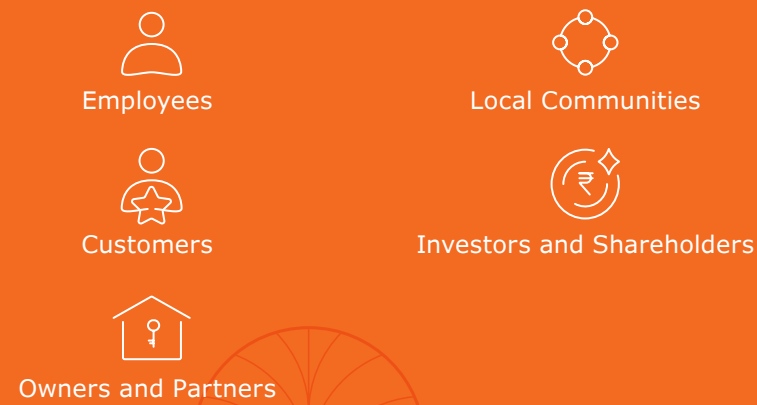 Employees
Local Communities
₹
Customers
Investors and Shareholders
Owners and Partners